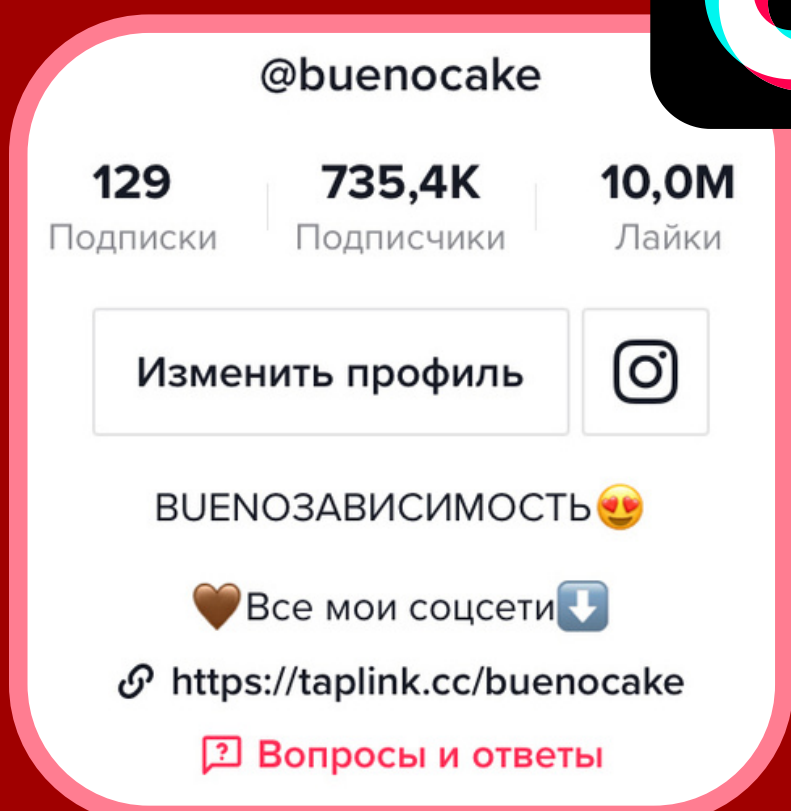 @buenocake
129 735,4K 10,0M
Подписки Подписчики Лайки
Изменить профиль
BUENOЗАВИСИМОСТЬ😍
🤎Все мои соцсети⬇️
https://taplink.cc/buenocake
Вопросы и ответы